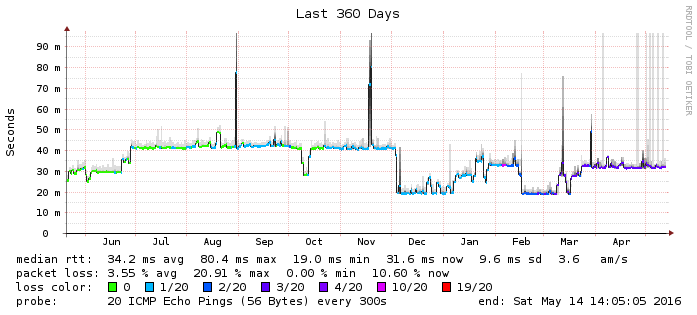 Last 360 Days
RRDTOOL / TOBI OETIKER
Seconds
90 m
80 m
70 m
60 m
50 m
40 m
30 m
20 m
10 m
0
Jun Jul Aug Sep Oct Nov Dec Jan Feb Mar Apr
median rtt: 34.2 ms avg 80.4 ms max 19.0 ms min 31.6 ms now 9.6 ms sd 3.6 am/s
packet loss: 3.55 % avg 20.91 % max 0.00 % min 10.60 % now
loss color: 0 1/20 2/20 3/20 4/20 10/20 19/20
probe: 20 ICMP Echo Pings (56 Bytes) every 300s end: Sat May 14 14:05:05 2016